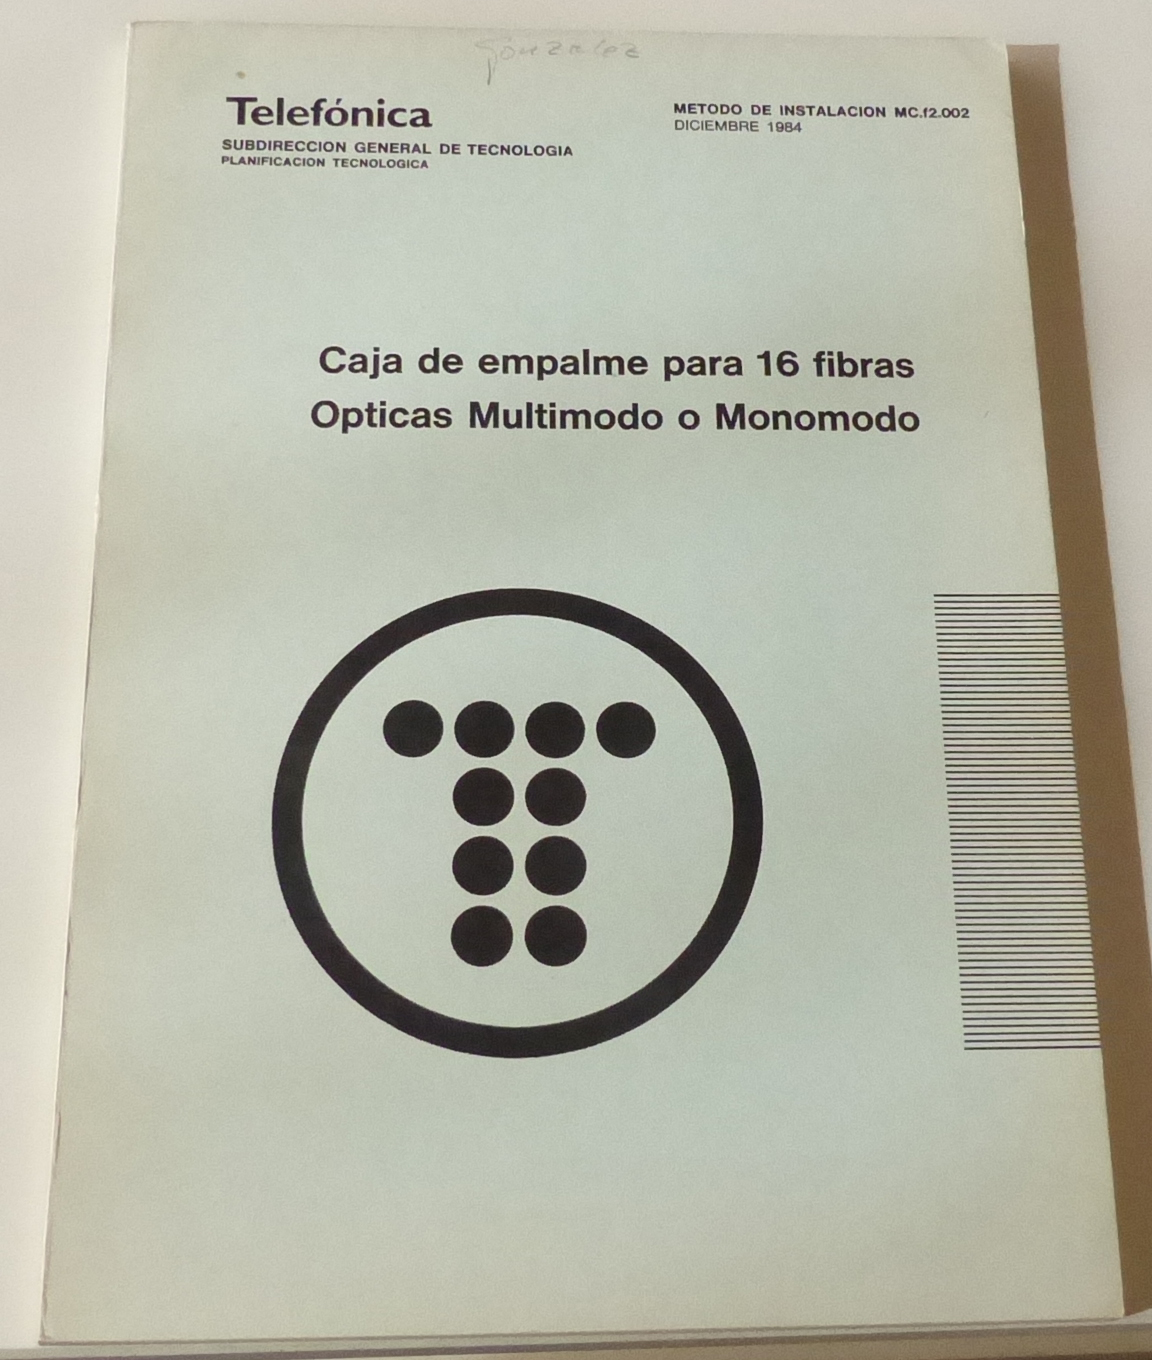 gonzalez
Telefónica
SUBDIRECCION GENERAL DE TECNOLOGIA
PLANIFICACION TECNOLOGICA
METODO DE INSTALACION MC.f2.002
DICIEMBRE 1984
Caja de empalme para 16 fibras
Opticas Multimodo o Monomodo